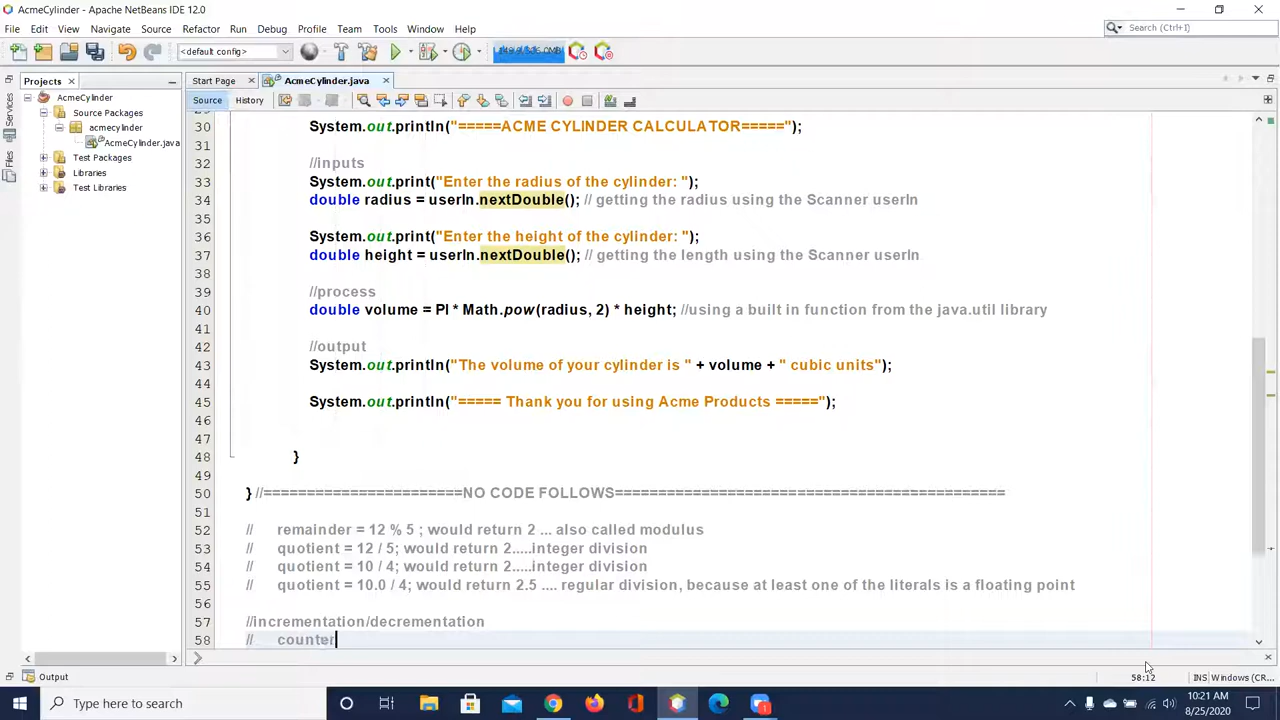 AcmeCylinder - Apache NetBeans IDE 12.0
File Edit View Navigate Source Refactor Run Debug Profile Team Tools Window Help
Search (Ctrl+I)
<default config>
Projects
Start Page
AcmeCylinder.java
Services
Files
AcmeCylinder
Source Packages
acmecylinder
AcmeCylinder.java
Test Packages
Libraries
Test Libraries
Source History
30 System.out.println("=====ACME CYLINDER CALCULATOR=====");
31
32 //inputs
33 System.out.print("Enter the radius of the cylinder: ");
34 double radius = userIn.nextDouble(); // getting the radius using the Scanner userIn
35
36 System.out.print("Enter the height of the cylinder: ");
37 double height = userIn.nextDouble(); // getting the length using the Scanner userIn
38
39 //process
40 double volume = PI * Math.pow(radius, 2) * height; //using a built in function from the java.util library
41
42 //output
43 System.out.println("The volume of your cylinder is " + volume + " cubic units");
44
45 System.out.println("===== Thank you for using Acme Products =====");
46
47
48 }
49
50 } //======================NO CODE FOLLOWS=============================================
51
52 // remainder = 12 % 5 ; would return 2 ... also called modulus
53 // quotient = 12 / 5; would return 2.....integer division
54 // quotient = 10 / 4; would return 2.....integer division
55 // quotient = 10.0 / 4; would return 2.5 .... regular division, because at least one of the literals is a floating point
56
57 //incrementation/decrementation
58 // counter
Output
58:12
INS
Windows (CR...
Type here to search
10:21 AM
8/25/2020